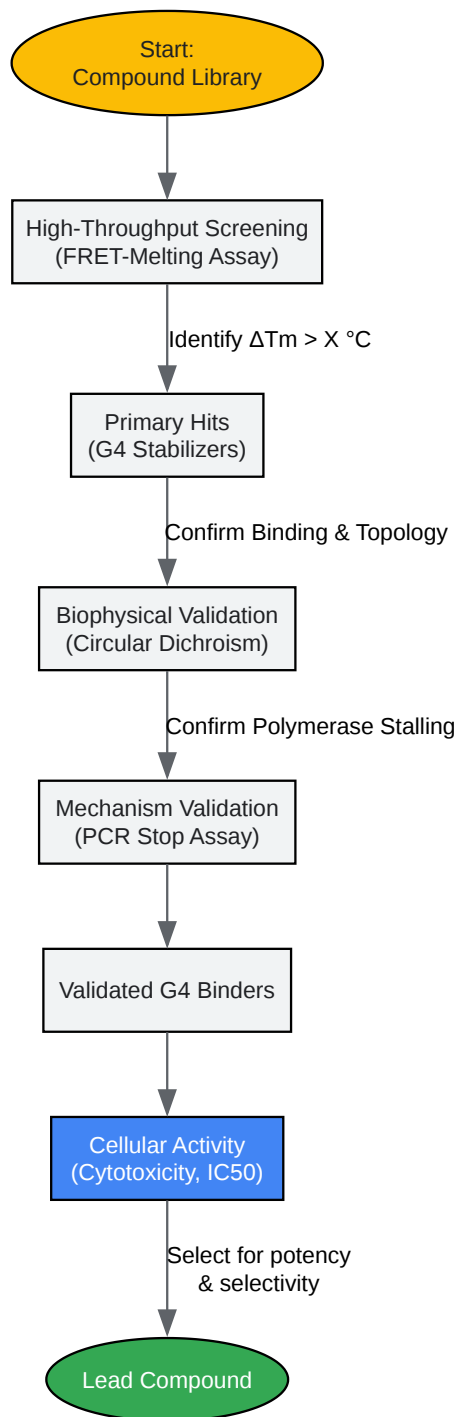 Start:
Compound Library
High-Throughput Screening
(FRET-Melting Assay)
Identify ΔTm > X °C
Primary Hits
(G4 Stabilizers)
Confirm Binding & Topology
Biophysical Validation
(Circular Dichroism)
Confirm Polymerase Stalling
Mechanism Validation
(PCR Stop Assay)
Validated G4 Binders
Cellular Activity
(Cytotoxicity, IC50)
Select for potency
& selectivity
Lead Compound